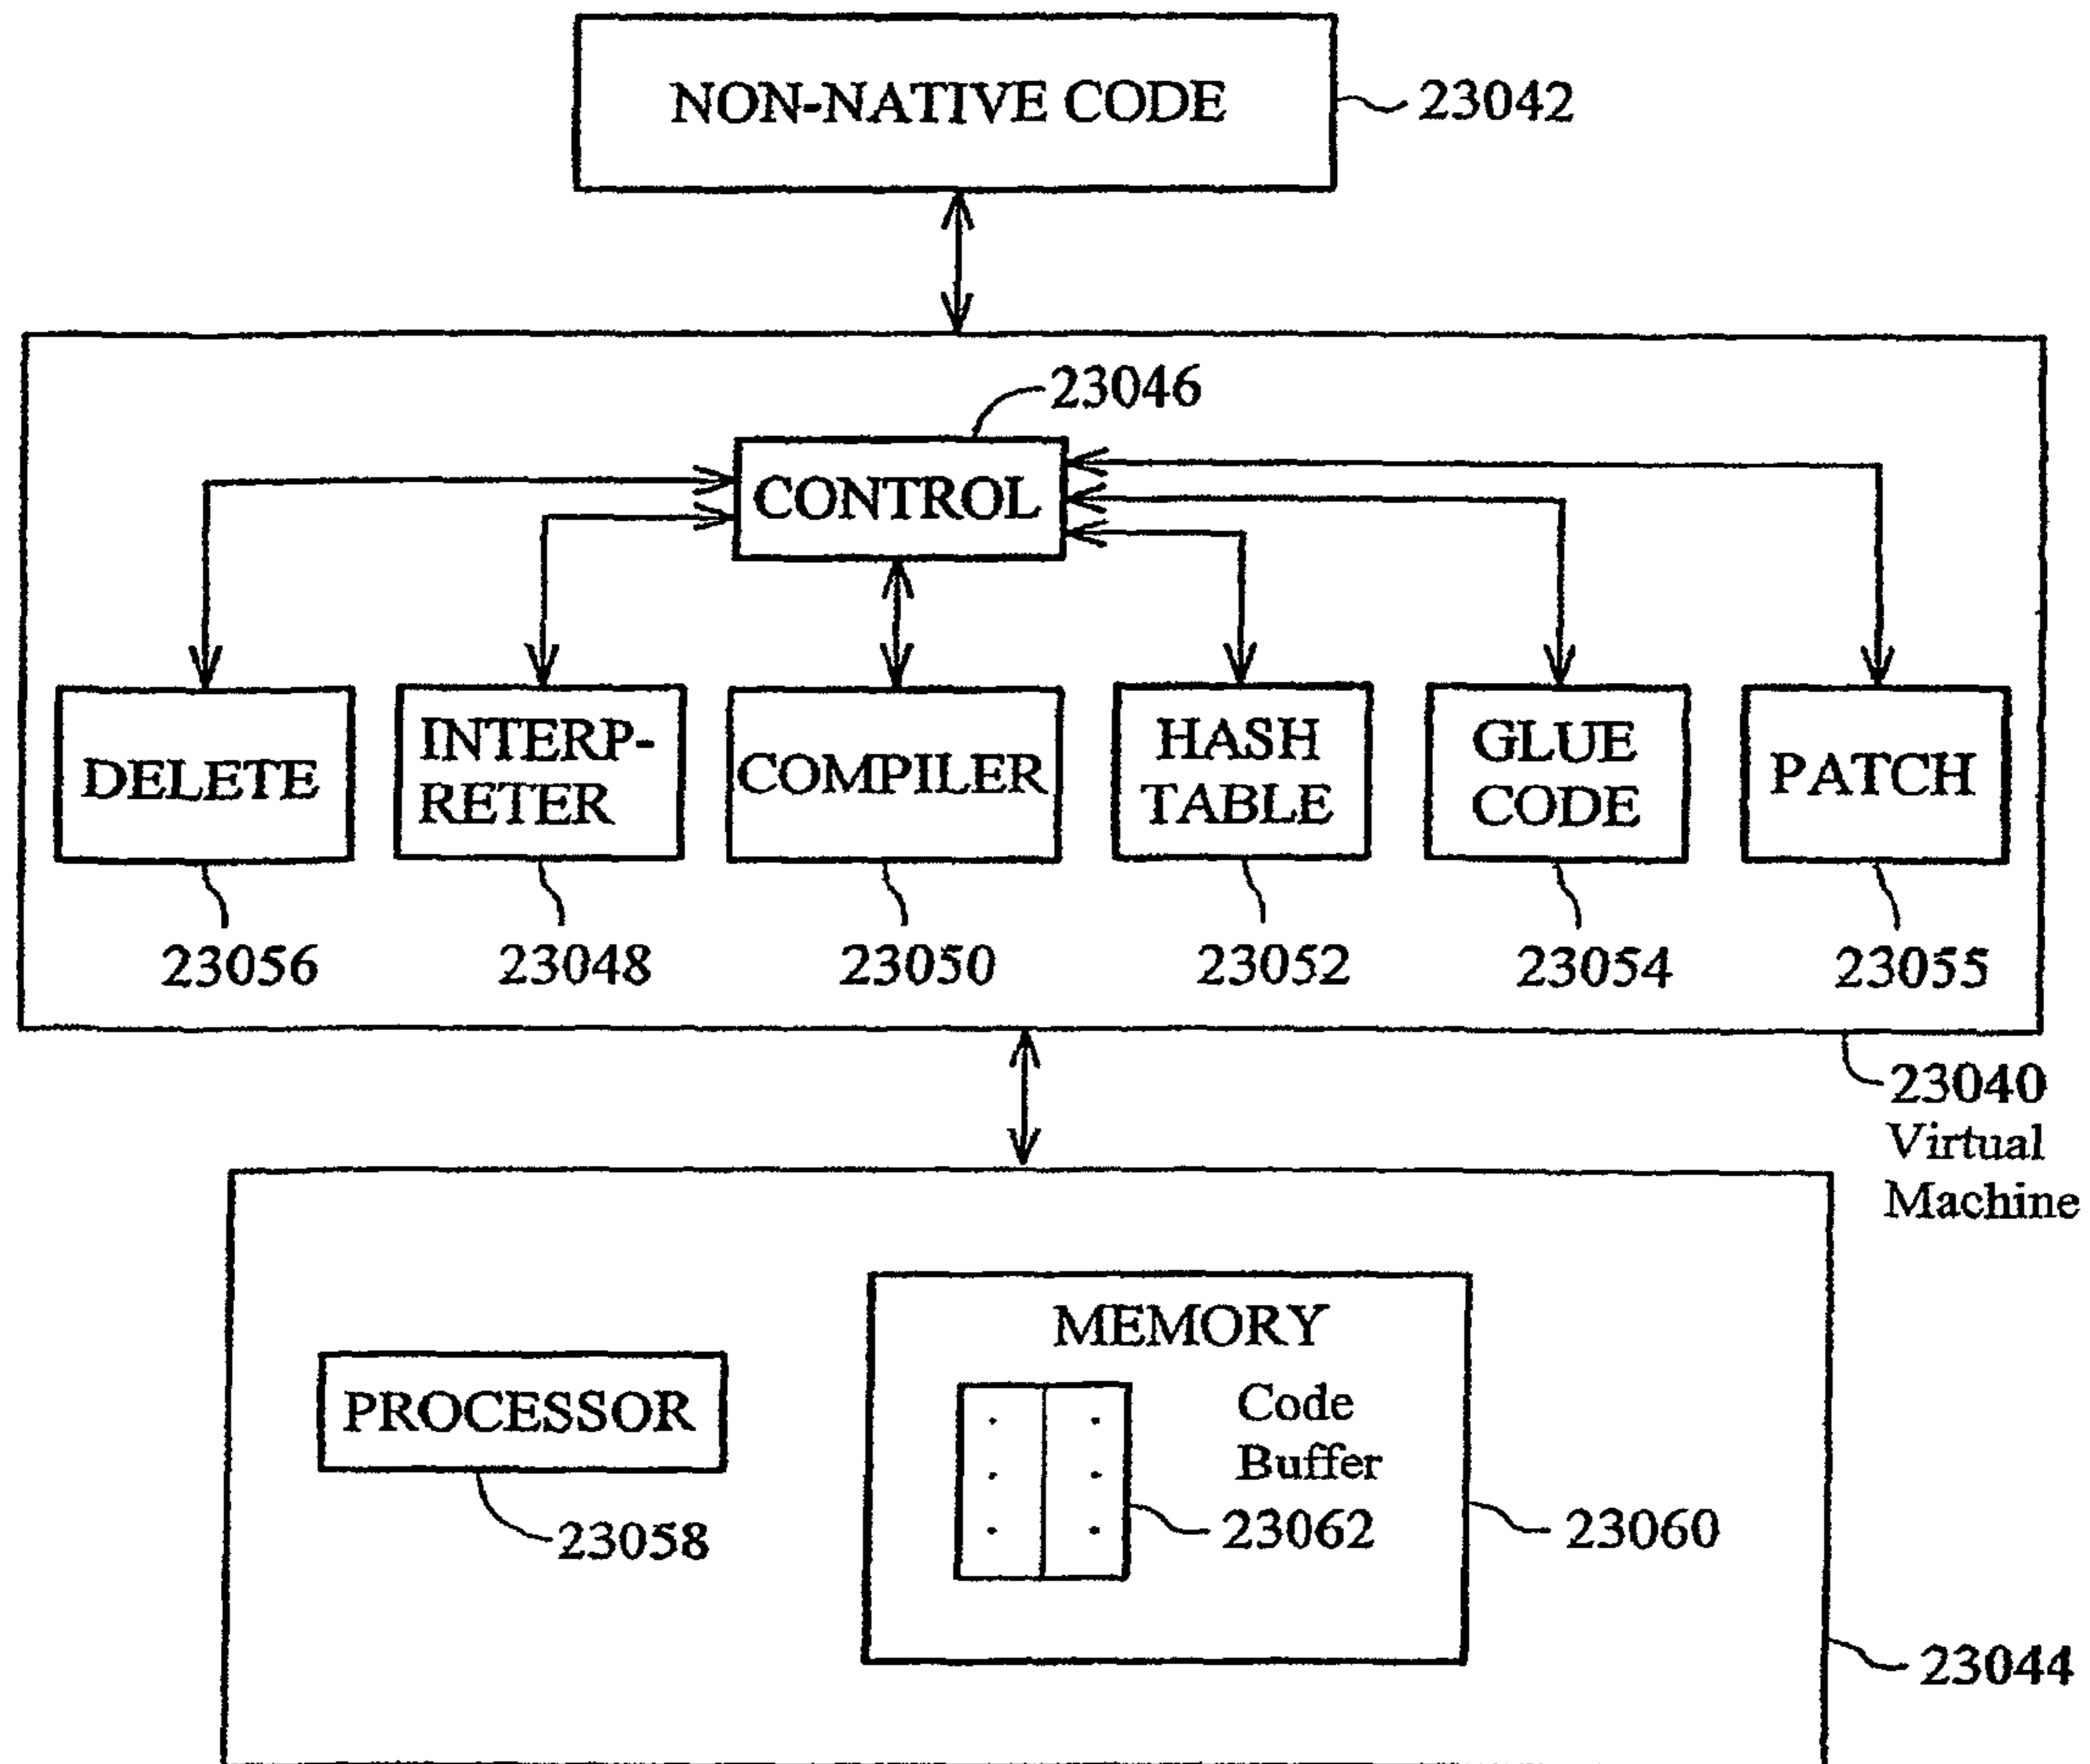 NON-NATIVE CODE
23042
23046
CONTROL
DELETE
INTERP-
RETER
COMPILER
HASH
TABLE
GLUE
CODE
PATCH
23056
23048
23050
23052
23054
23055
23040
Virtual
Machine
MEMORY
PROCESSOR
Code
Buffer
23058
23062
23060
23044